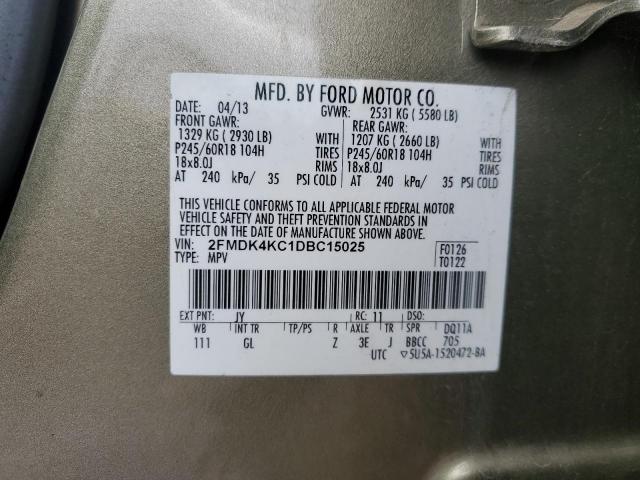 MFD. BY FORD MOTOR CO.
DATE: 04/13 GVWR: 2531 KG ( 5580 LB)
FRONT GAWR: REAR GAWR:
1329 KG ( 2930 LB) WITH 1207 KG ( 2660 LB) WITH
P245/60R18 104H TIRES P245/60R18 104H TIRES
18x8.0J RIMS 18x8.0J RIMS
AT 240 kPa/ 35 PSI COLD AT 240 kPa/ 35 PSI COLD
THIS VEHICLE CONFORMS TO ALL APPLICABLE FEDERAL MOTOR
VEHICLE SAFETY AND THEFT PREVENTION STANDARDS IN
EFFECT ON THE DATE OF MANUFACTURE SHOWN ABOVE.
VIN: 2FMDK4KC1DBC15025 F0126
TYPE: MPV T0122
EXT PNT: JY RC: 11 DSO:
WB INT TR TP/PS R AXLE TR SPR DQ11A
111 GL Z 3E J BBCC 705
UTC ▽5U5A-1520472-BA